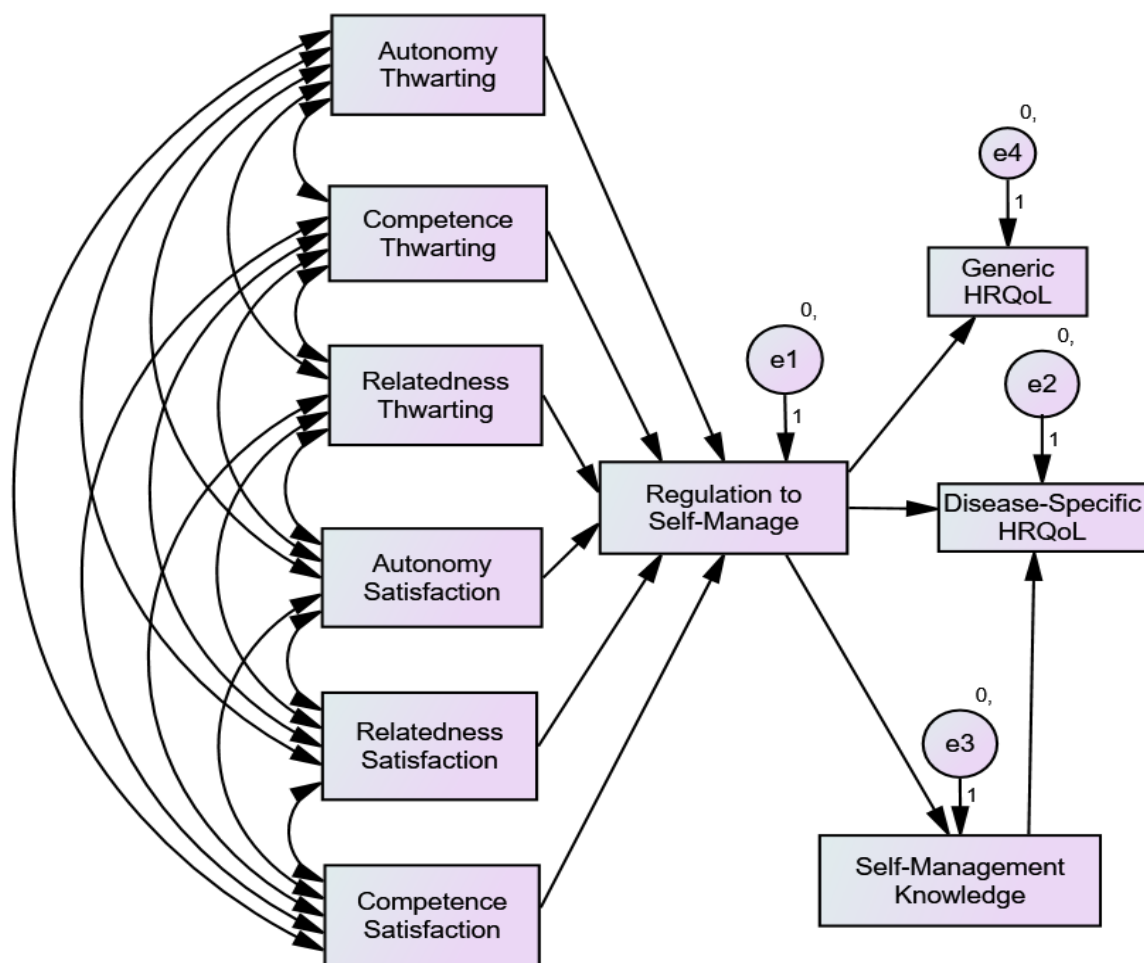 Autonomy
Thwarting
Competence
Thwarting
Relatedness
Thwarting
Autonomy
Satisfaction
Relatedness
Satisfaction
Competence
Satisfaction
0,
e1
1
Regulation to
Self-Manage
0,
e4
1
Generic
HRQoL
0,
e2
1
Disease-Specific
HRQoL
0,
e3
1
Self-Management
Knowledge